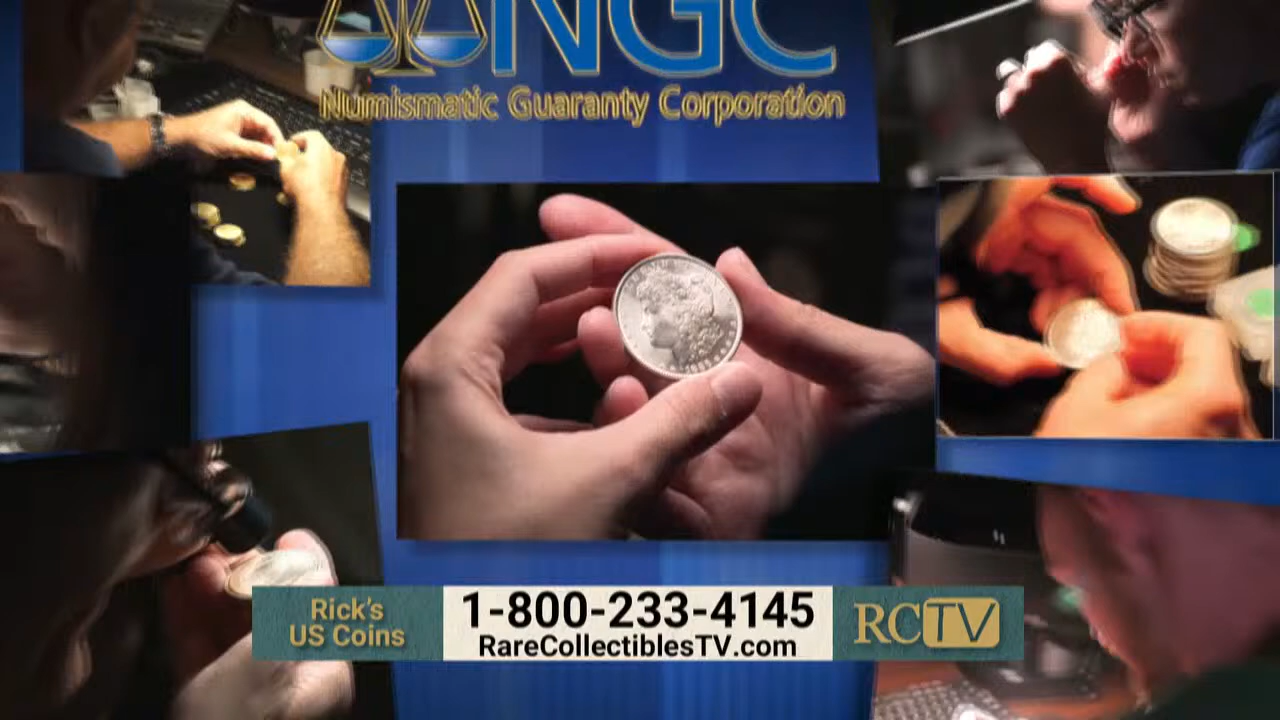 NGC
Numismatic Guaranty Corporation
Rick's
US Coins
1-800-233-4145
RareCollectiblesTV.com
RCTV